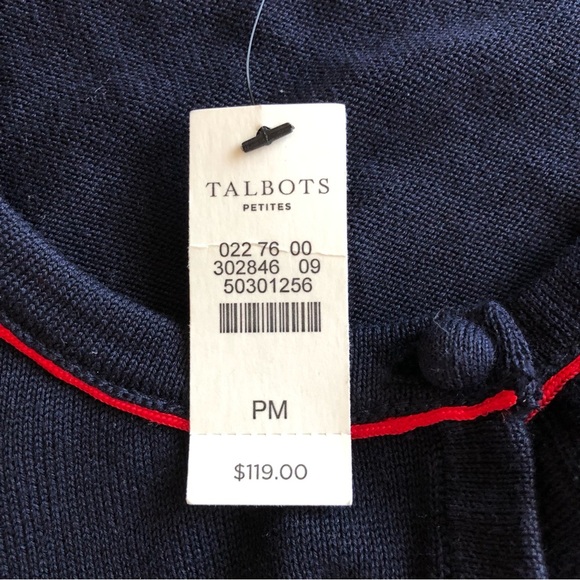 TALBOTS
PETITES
022 76 00
302846 09
50301256
PM
$119.00